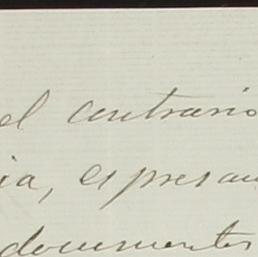 el contrario
ia, espresan
documentos